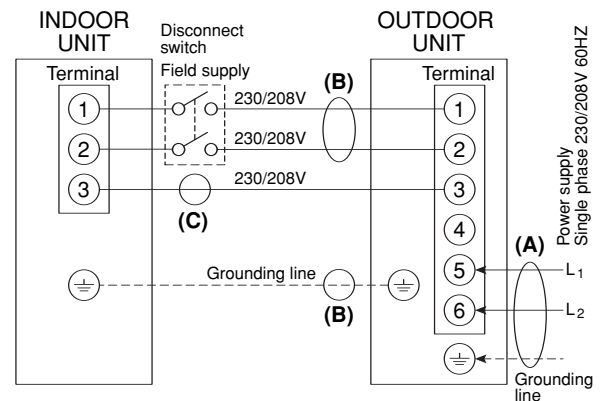 INDOOR
UNIT
Disconnect
switch
Field supply
OUTDOOR
UNIT
Terminal
Terminal
1
230/208V
(B)
1
2
230/208V
2
3
230/208V
3
(C)
4
(A)
Power supply
Single phase 230/208V 60HZ
5
L1
Grounding line
(B)
6
L2
Grounding
line